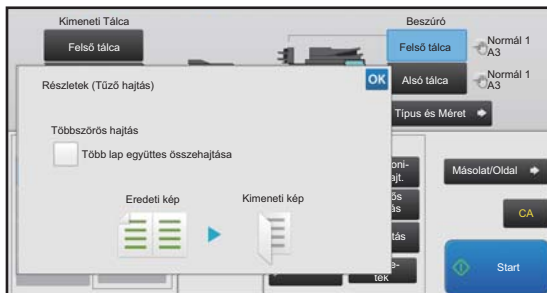 Kimeneti Tálca
Beszúró
Felső tálca
Felső tálca
Normál 1
A3
Alsó tálca
Normál 1
A3
Típus és Méret
Részletek (Tűző hajtás)
OK
Többszörös hajtás
Több lap együttes összehajtása
Eredeti kép
Kimeneti kép
Másolat/Oldal
CA
Start